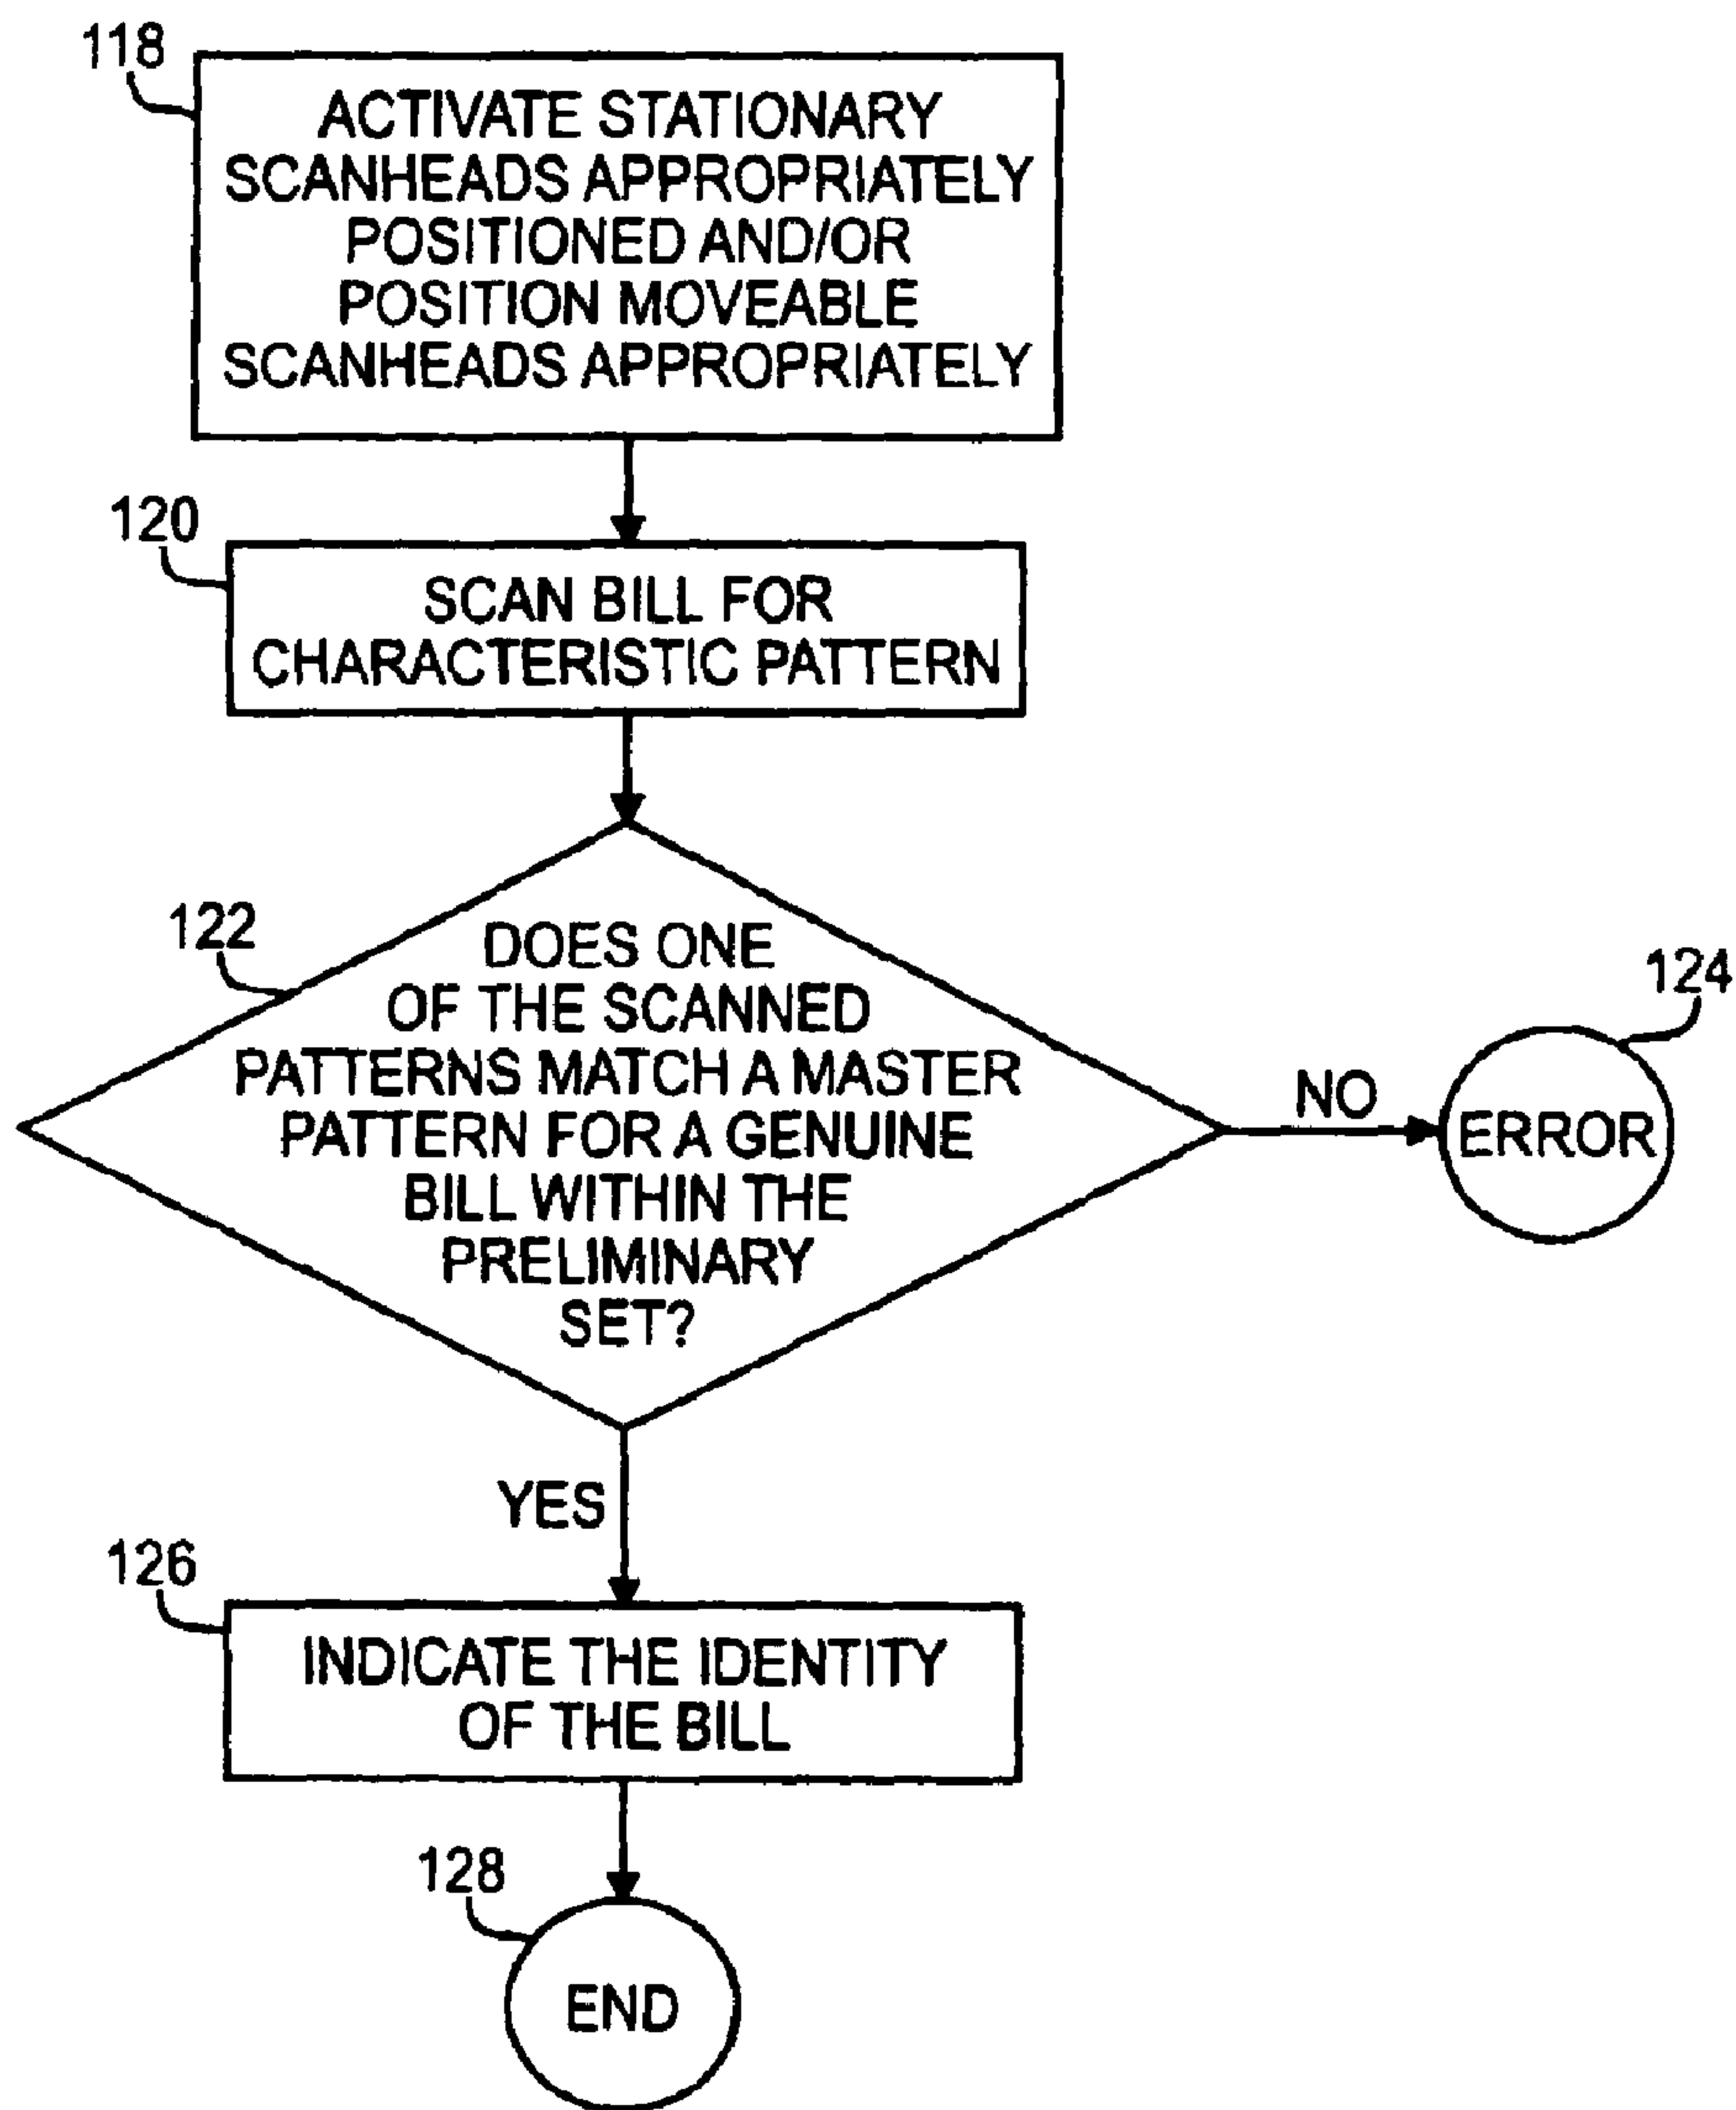 118
ACTIVATE STATIONARY
SCANHEADS APPROPRIATELY
POSITIONED AND/OR
POSITION MOVEABLE
SCANHEADS APPROPRIATELY
120
SCAN BILL FOR
CHARACTERISTIC PATTERN
122
DOES ONE
OF THE SCANNED
PATTERNS MATCH A MASTER
PATTERN FOR A GENUINE
BILL WITHIN THE
PRELIMINARY
SET?
NO
124
ERROR
YES
126
INDICATE THE IDENTITY
OF THE BILL
128
END